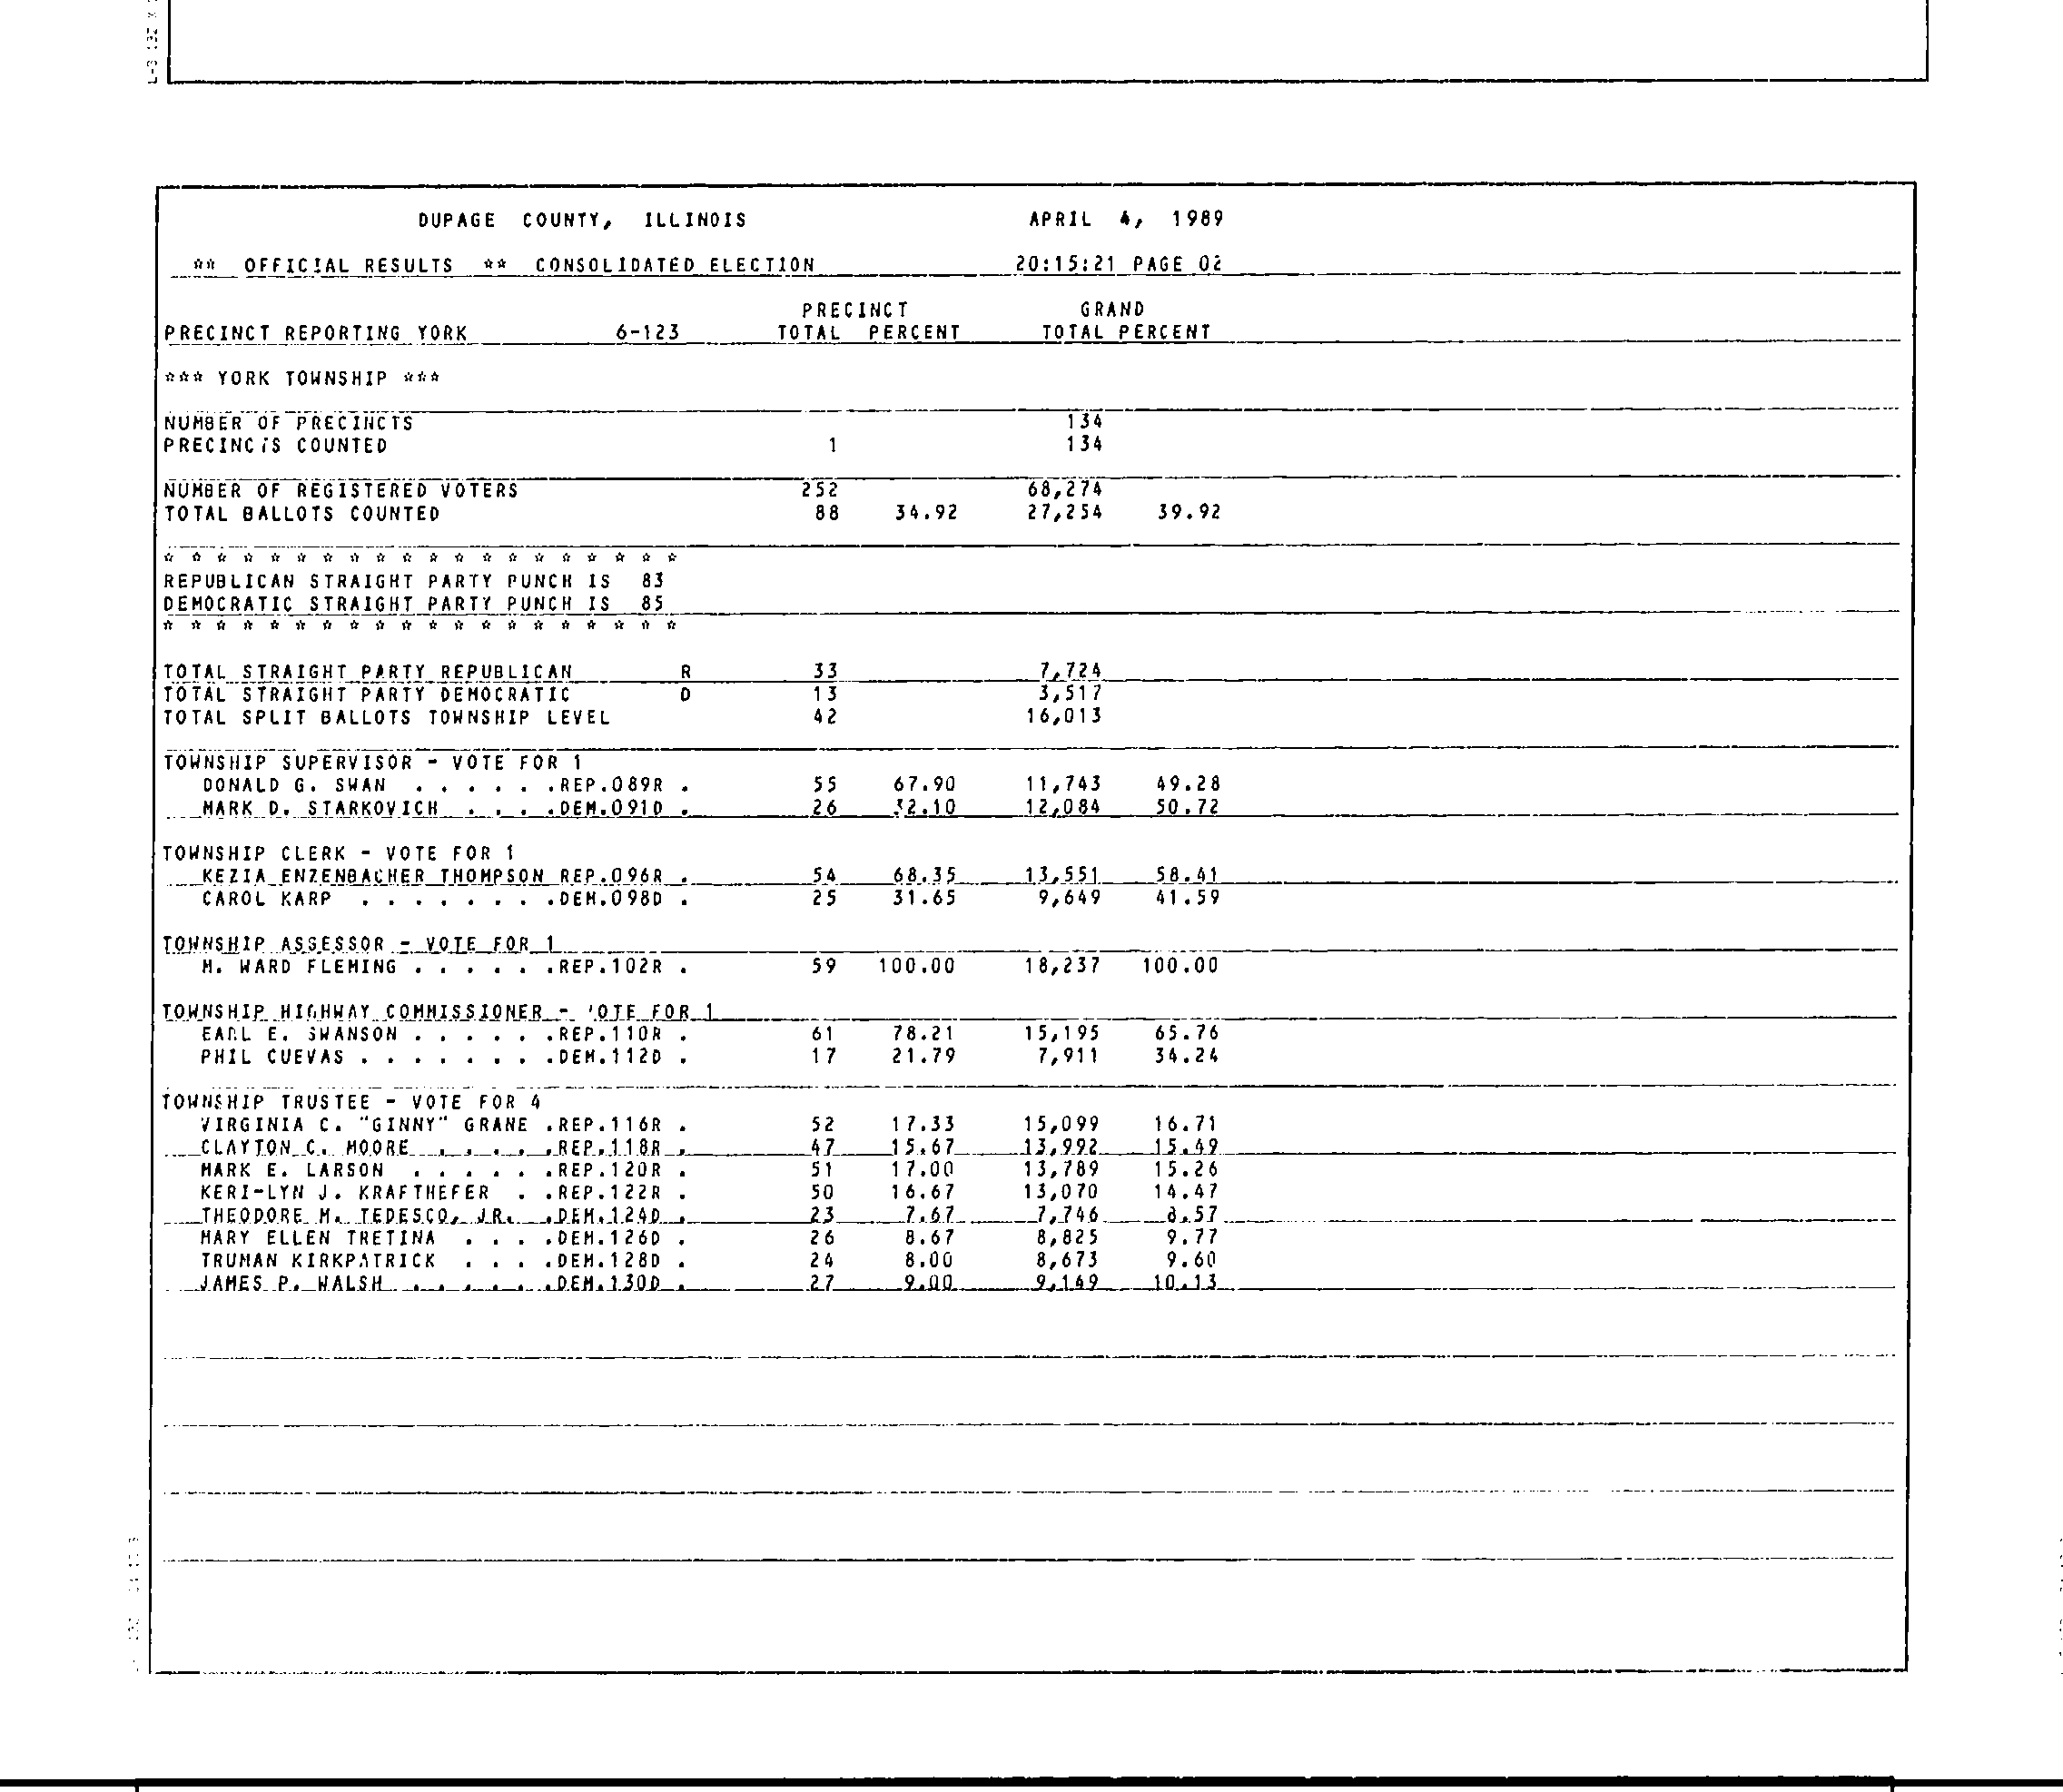 DUPAGE COUNTY, ILLINOIS APRIL 4, 1989
** OFFICIAL RESULTS ** CONSOLIDATED ELECTION 20:15:21 PAGE 02
PRECINCT GRAND
PRECINCT REPORTING YORK 6-123 TOTAL PERCENT TOTAL PERCENT
*** YORK TOWNSHIP ***
NUMBER OF PRECINCTS 134
PRECINCTS COUNTED 1 134
NUMBER OF REGISTERED VOTERS 252 68,274
TOTAL BALLOTS COUNTED 88 34.92 27,254 39.92
* * * * * * * * * * * * * * * * * * * *
REPUBLICAN STRAIGHT PARTY PUNCH IS 83
DEMOCRATIC STRAIGHT PARTY PUNCH IS 85
* * * * * * * * * * * * * * * * * * * *
TOTAL STRAIGHT PARTY REPUBLICAN R 33 7,724
TOTAL STRAIGHT PARTY DEMOCRATIC D 13 3,517
TOTAL SPLIT BALLOTS TOWNSHIP LEVEL 42 16,013
TOWNSHIP SUPERVISOR - VOTE FOR 1
DONALD G. SWAN . . . . . .REP.089R . 55 67.90 11,743 49.28
MARK D. STARKOVICH . . . .DEM.091D . 26 32.10 12,084 50.72
TOWNSHIP CLERK - VOTE FOR 1
KEZIA ENZENBACHER THOMPSON REP.096R . 54 68.35 13,551 58.41
CAROL KARP . . . . . . . .DEM.098D . 25 31.65 9,649 41.59
TOWNSHIP ASSESSOR - VOTE FOR 1
M. WARD FLEMING . . . . . .REP.102R . 59 100.00 18,237 100.00
TOWNSHIP HIGHWAY COMMISSIONER - VOTE FOR 1
EARL E. SWANSON . . . . . .REP.110R . 61 78.21 15,195 65.76
PHIL CUEVAS . . . . . . . .DEM.112D . 17 21.79 7,911 34.24
TOWNSHIP TRUSTEE - VOTE FOR 4
VIRGINIA C. "GINNY" GRANE .REP.116R . 52 17.33 15,099 16.71
CLAYTON C. MOORE . . . . .REP.118R . 47 15.67 13,992 15.49
MARK E. LARSON . . . . . .REP.120R . 51 17.00 13,789 15.26
KERI-LYN J. KRAFTHEFER . .REP.122R . 50 16.67 13,070 14.47
THEODORE M. TEDESCO, JR. .DEM.124D . 23 7.67 7,746 8.57
MARY ELLEN TRETINA . . . .DEM.126D . 26 8.67 8,825 9.77
TRUMAN KIRKPATRICK . . . .DEM.128D . 24 8.00 8,673 9.60
JAMES P. WALSH . . . . . .DEM.130D . 27 9.00 9,149 10.13